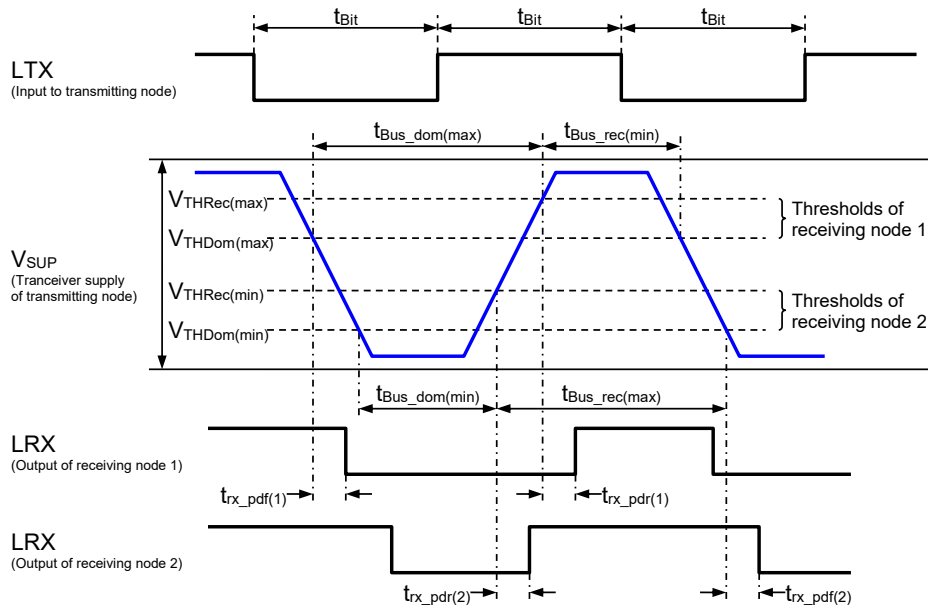 tBit tBit tBit
LTX
(Input to transmitting node)
tBus_dom(max) tBus_rec(min)
VTHRec(max)
Thresholds of
receiving node 1
VTHDom(max)
VSUP
(Tranceiver supply
of transmitting node)
VTHRec(min)
Thresholds of
receiving node 2
VTHDom(min)
tBus_dom(min) tBus_rec(max)
LRX
(Output of receiving node 1)
trx_pdf(1) trx_pdr(1)
LRX
(Output of receiving node 2)
trx_pdr(2) trx_pdf(2)